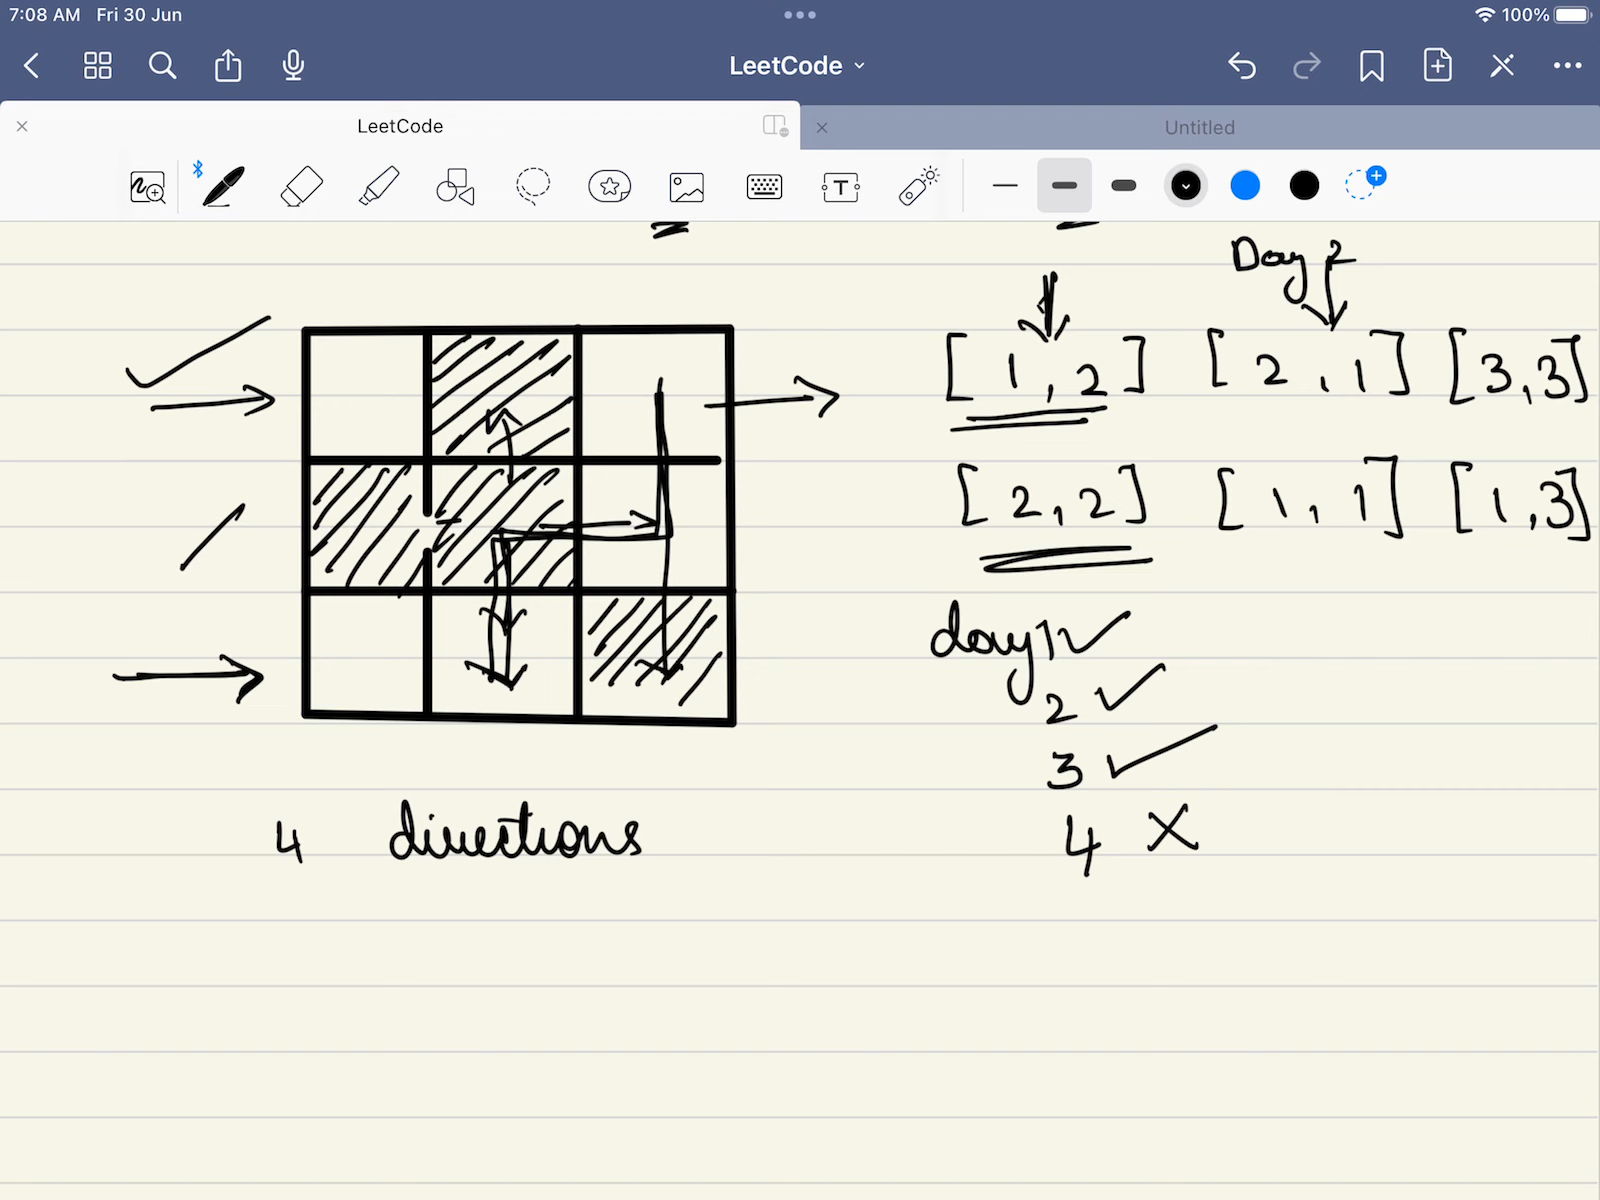 7:08 AM Fri 30 Jun
100%
LeetCode
LeetCode
Untitled
T
Day 2
[ 1 , 2 ] [ 2 , 1 ] [3,3]
[ 2 , 2 ] [ 1 , 1 ] [1 ,3]
day 1
2
3
4 X
4 directions